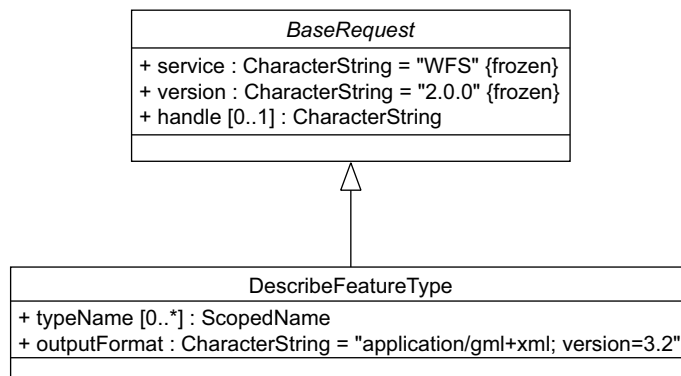 BaseRequest
+ service : CharacterString = "WFS" {frozen}
+ version : CharacterString = "2.0.0" {frozen}
+ handle [0..1] : CharacterString
DescribeFeatureType
+ typeName [0..*] : ScopedName
+ outputFormat : CharacterString = "application/gml+xml; version=3.2"